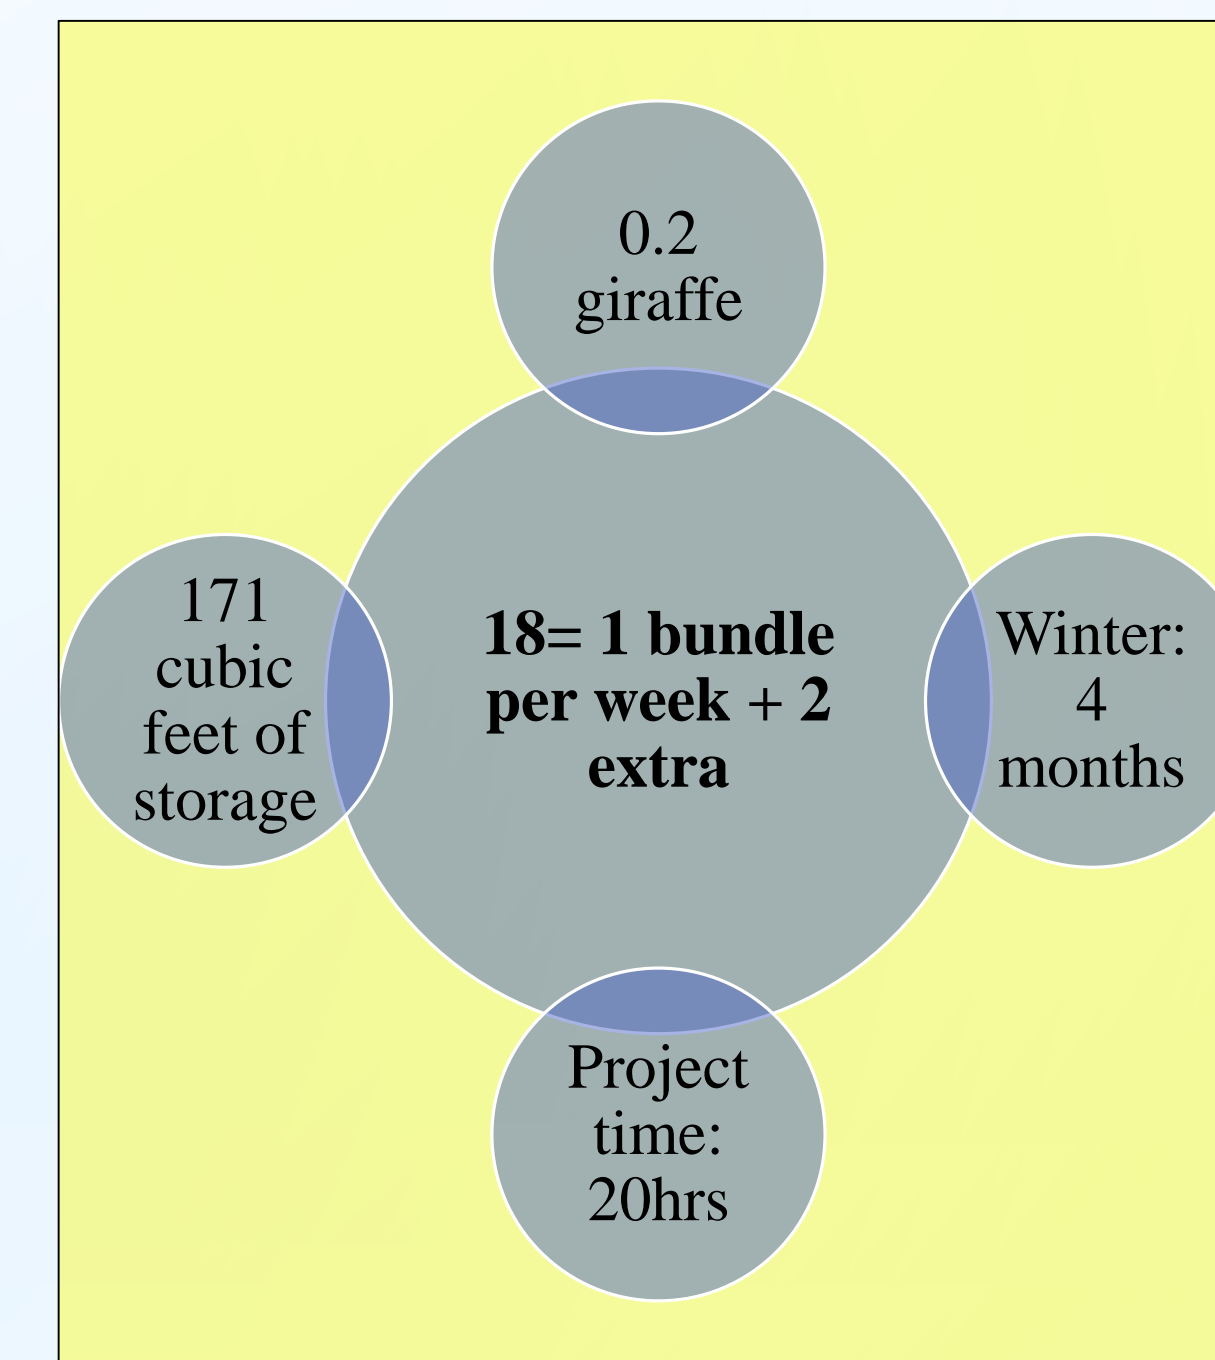 0.2
giraffe
171
cubic
feet of
storage
18= 1 bundle
per week + 2
extra
Winter:
4
months
Project
time:
20hrs